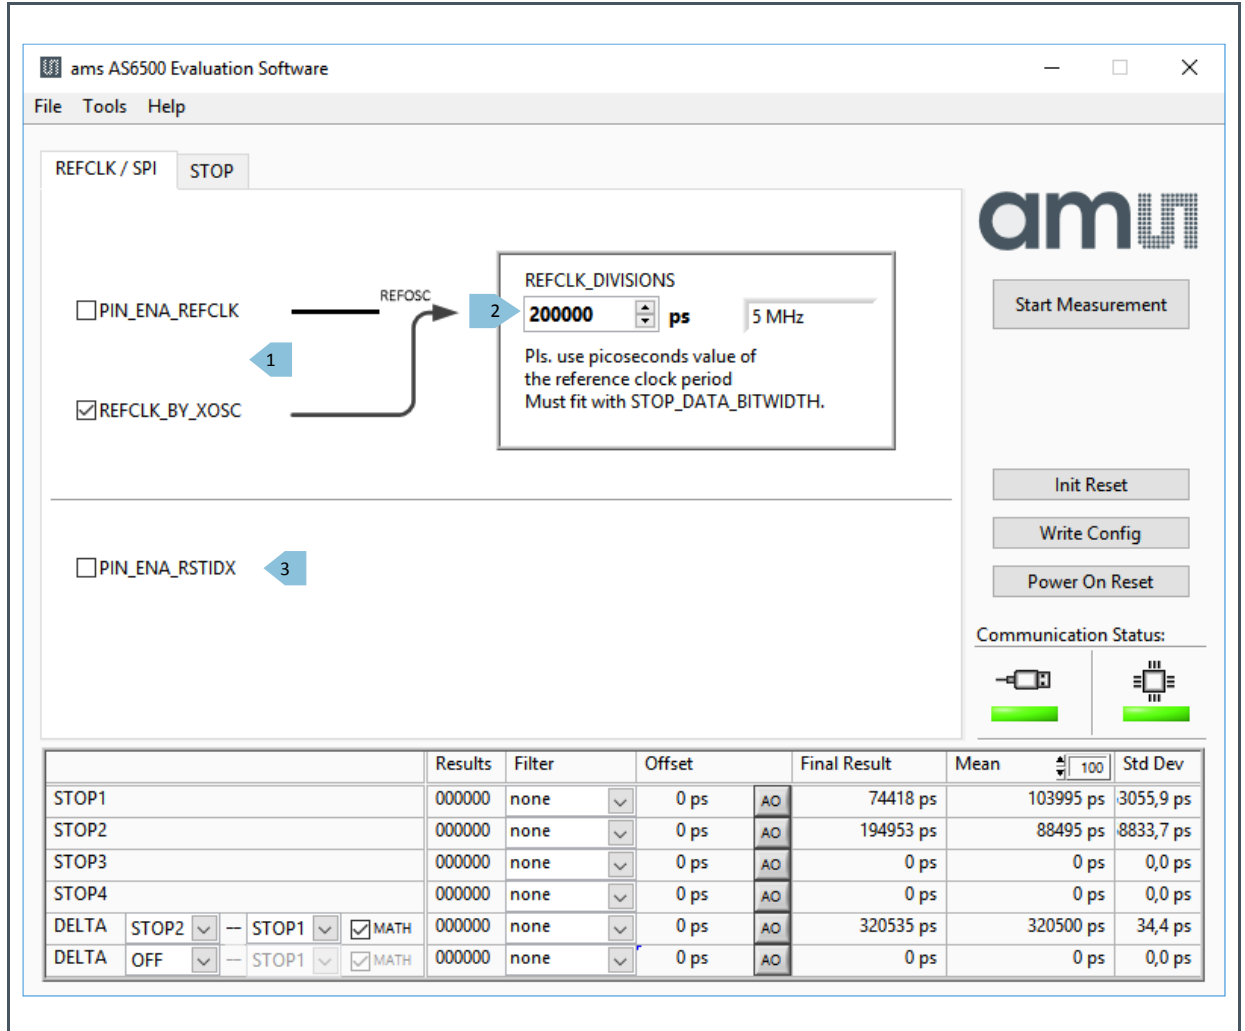 ams AS6500 Evaluation Software
File Tools Help
REFCLK / SPI STOP
am
PIN_ENA_REFCLK
REFOSC
REFCLK_DIVISIONS
2 200000 ps 5 MHz
Start Measurement
1
Pls. use picoseconds value of
the reference clock period
Must fit with STOP_DATA_BITWIDTH.
REFCLK_BY_XOSC
Init Reset
Write Config
PIN_ENA_RSTIDX 3
Power On Reset
Communication Status:
Results Filter Offset Final Result Mean 100 Std Dev
STOP1 000000 none 0 ps AO 74418 ps 103995 ps 3055,9 ps
STOP2 000000 none 0 ps AO 194953 ps 88495 ps 8833,7 ps
STOP3 000000 none 0 ps AO 0 ps 0 ps 0,0 ps
STOP4 000000 none 0 ps AO 0 ps 0 ps 0,0 ps
DELTA STOP2 -- STOP1 MATH 000000 none 0 ps AO 320535 ps 320500 ps 34,4 ps
DELTA OFF -- STOP1 MATH 000000 none 0 ps AO 0 ps 0 ps 0,0 ps